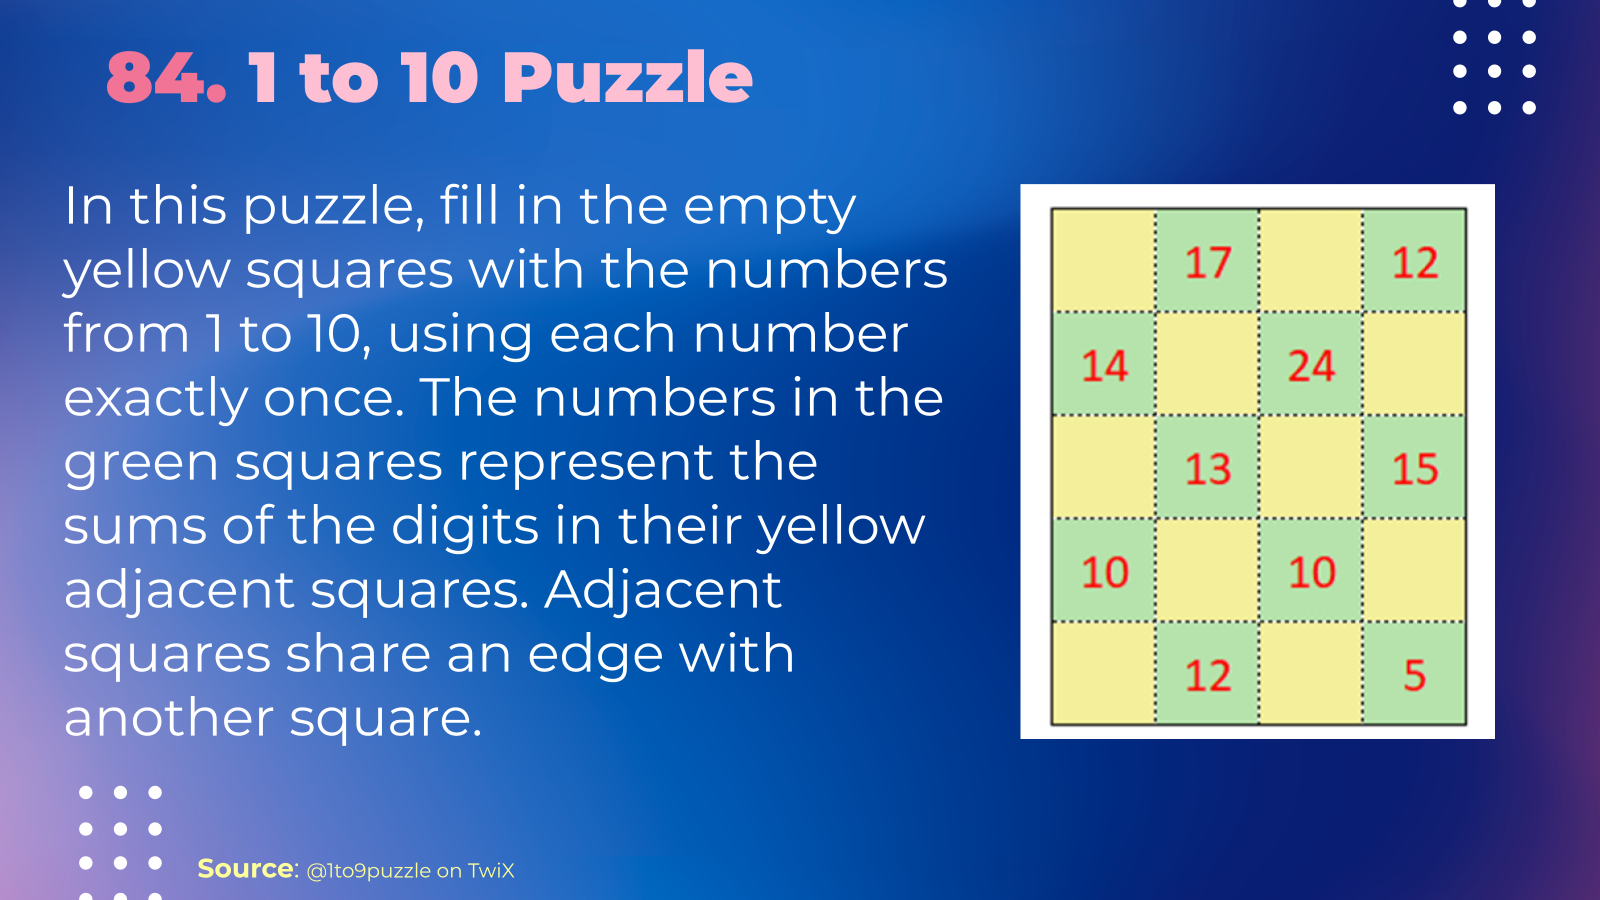 84. 1 to 10 Puzzle
In this puzzle, fill in the empty
yellow squares with the numbers
from 1 to 10, using each number
exactly once. The numbers in the
green squares represent the
sums of the digits in their yellow
adjacent squares. Adjacent
squares share an edge with
another square.
17 12
14 24
13 15
10 10
12 5
Source: @1to9puzzle on TwiX